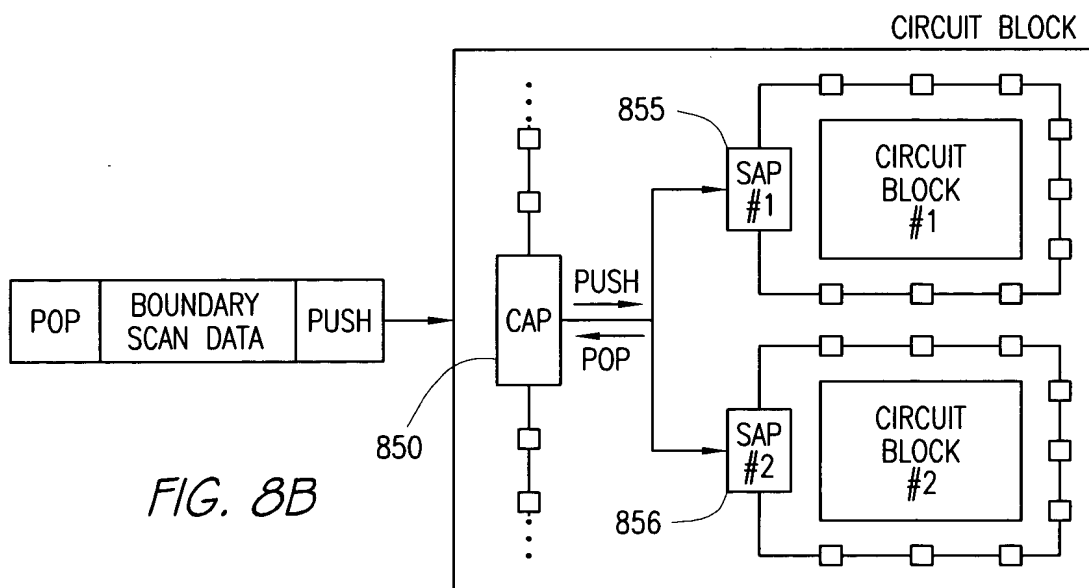 CIRCUIT BLOCK
855
SAP
#1
CIRCUIT
BLOCK
#1
POP
BOUNDARY
SCAN DATA
PUSH
CAP
PUSH
POP
850
SAP
#2
856
CIRCUIT
BLOCK
#2
FIG. 8B